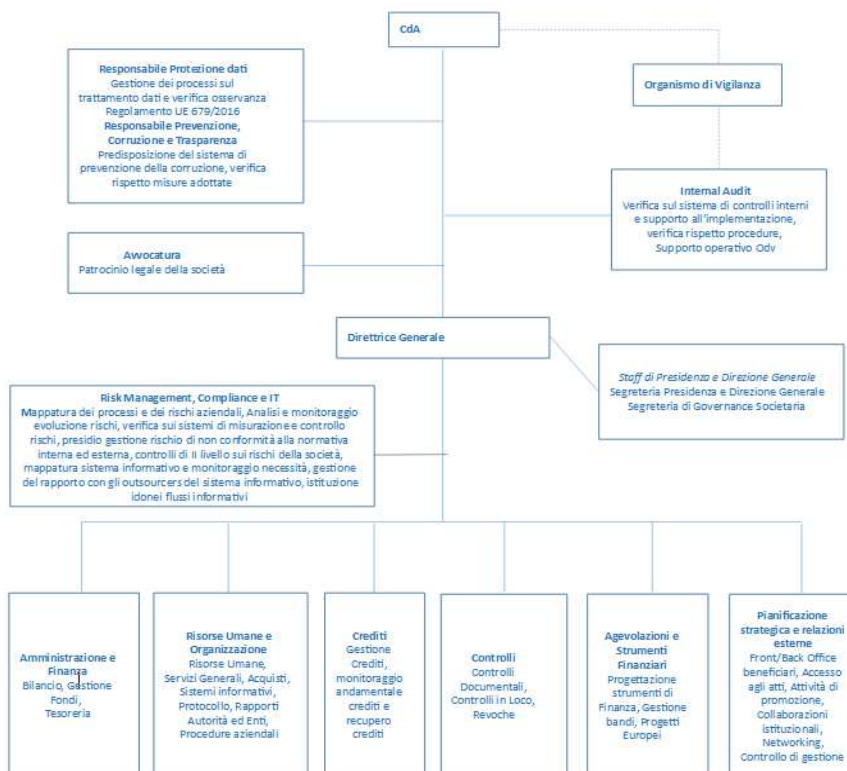 CdA
Responsabile Protezione dati
Gestione dei processi sul
trattamento dati e verifica osservanza
Regolamento UE 679/2016
Responsabile Prevenzione,
Corruzione e Trasparenza
Predisposizione del sistema di
prevenzione della corruzione, verifica
rispetto misure adottate
Organismo di Vigilanza
Internal Audit
Verifica sul sistema di controlli interni
e supporto all'implementazione,
verifica rispetto procedure,
Supporto operativo Odv
Avvocatura
Patrocinio legale della società
Direttrice Generale
Staff di Presidenza e Direzione Generale
Segreteria Presidenza e Direzione Generale
Segreteria di Governance Societaria
Risk Management, Compliance e IT
Mappatura dei processi e dei rischi aziendali, Analisi e monitoraggio
evoluzione rischi, verifica sui sistemi di misurazione e controllo
rischi, presidio gestione rischio di non conformità alla normativa
interna ed esterna, controlli di II livello sui rischi della società,
mappatura sistema informativo e monitoraggio necessità, gestione
del rapporto con gli outsourcers del sistema informativo, istituzione
idonei flussi informativi
Amministrazione e
Finanza
Bilancio, Gestione
Fondi,
Tesoreria
Risorse Umane e
Organizzazione
Risorse Umane,
Servizi Generali, Acquisti,
Sistemi informativi,
Protocollo, Rapporti
Autorità ed Enti,
Procedure aziendali
Crediti
Gestione
Crediti,
monitoraggio
andamentale
crediti e
recupero
crediti
Controlli
Controlli
Documentali,
Controlli in Loco,
Revoche
Agevolazioni e
Strumenti
Finanziari
Progettazione
strumenti di
Finanza, Gestione
bandi, Progetti
Europei
Pianificazione
strategica e relazioni
esterne
Front/Back Office
beneficiari, Accesso
agli atti, Attività di
promozione,
Collaborazioni
istituzionali,
Networking,
Controllo di gestione